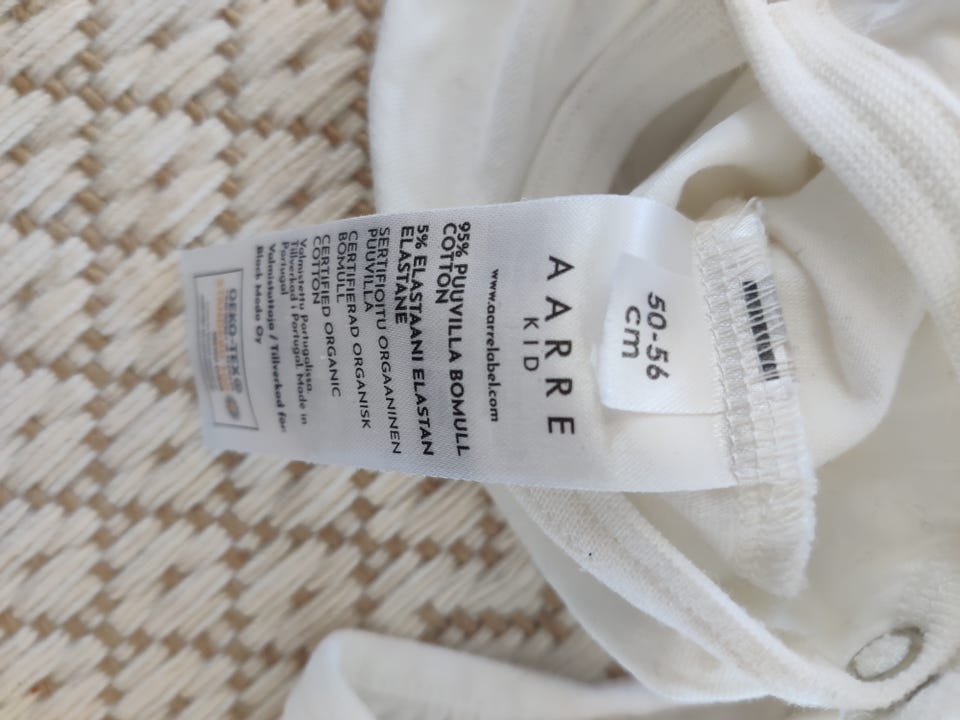 50-56
cm
AARRE
KID
www.aarrelabel.com
95% PUUVILLA BOMULL
COTTON
5% ELASTAANI ELASTAN
ELASTANE
SERTIFIOITU ORGAANINEN
PUUVILLA
CERTIFIERAD ORGANISK
BOMULL
CERTIFIED ORGANIC
COTTON
Valmistettu Portugalissa.
Tillverkad i Portugal. Made in
Portugal
Valmistuttaja / Tillverkad för:
Black Moda Oy
OEKO-TEX®